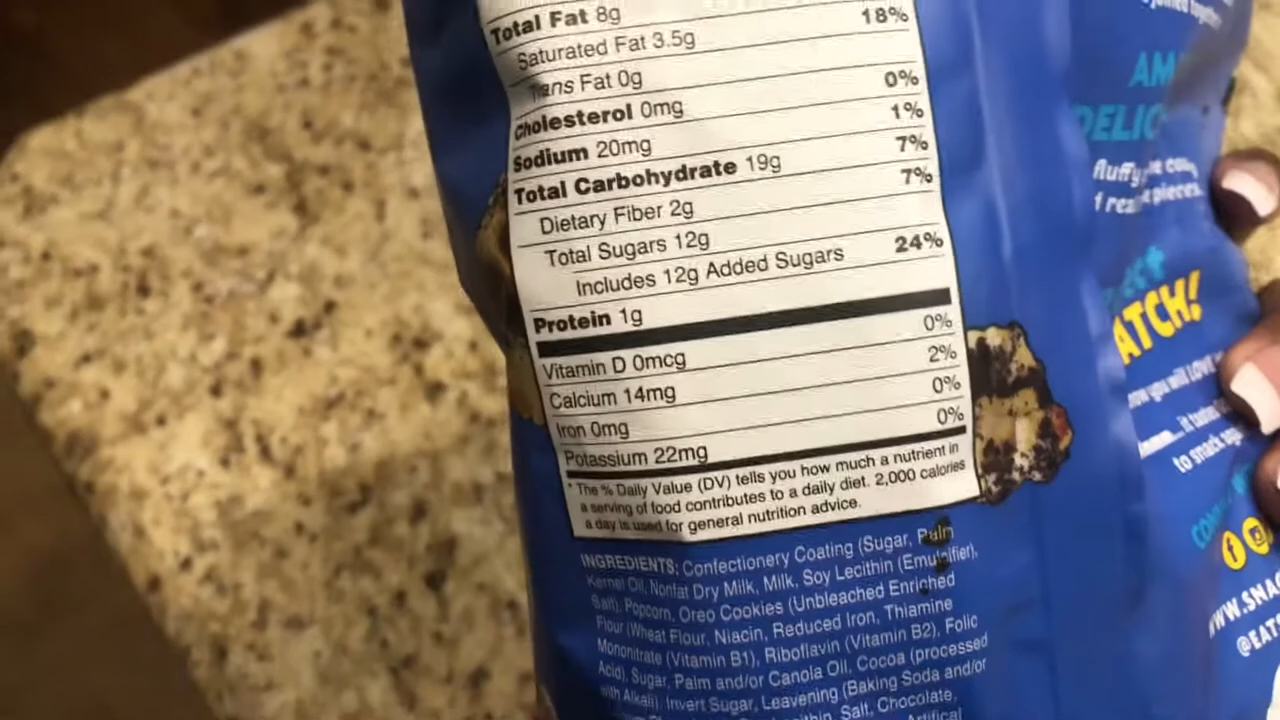 Total Fat 8g
Saturated Fat 3.5g 18%
Trans Fat 0g
Cholesterol 0mg 0%
Sodium 20mg 1%
Total Carbohydrate 19g 7%
Dietary Fiber 2g 7%
Total Sugars 12g
Includes 12g Added Sugars 24%
Protein 1g
Vitamin D 0mcg 0%
Calcium 14mg 2%
Iron 0mg 0%
Potassium 22mg 0%
* The % Daily Value (DV) tells you how much a nutrient in
a serving of food contributes to a daily diet. 2,000 calories
a day is used for general nutrition advice.
INGREDIENTS: Confectionery Coating (Sugar, Palm
Kernel Oil, Nonfat Dry Milk, Milk, Soy Lecithin (Emulsifier),
Salt), Popcorn, Oreo Cookies (Unbleached Enriched
Flour (Wheat Flour, Niacin, Reduced Iron, Thiamine
Mononitrate (Vitamin B1), Riboflavin (Vitamin B2), Folic
Acid), Sugar, Palm and/or Canola Oil, Cocoa (processed
with Alkali), Invert Sugar, Leavening (Baking Soda and/or
Salt, Chocolate,
Artificial
AM
DELIC
fluffy
pieces.
ATCH!
you will LOVE
to snack
WWW.SNAC
@EATS